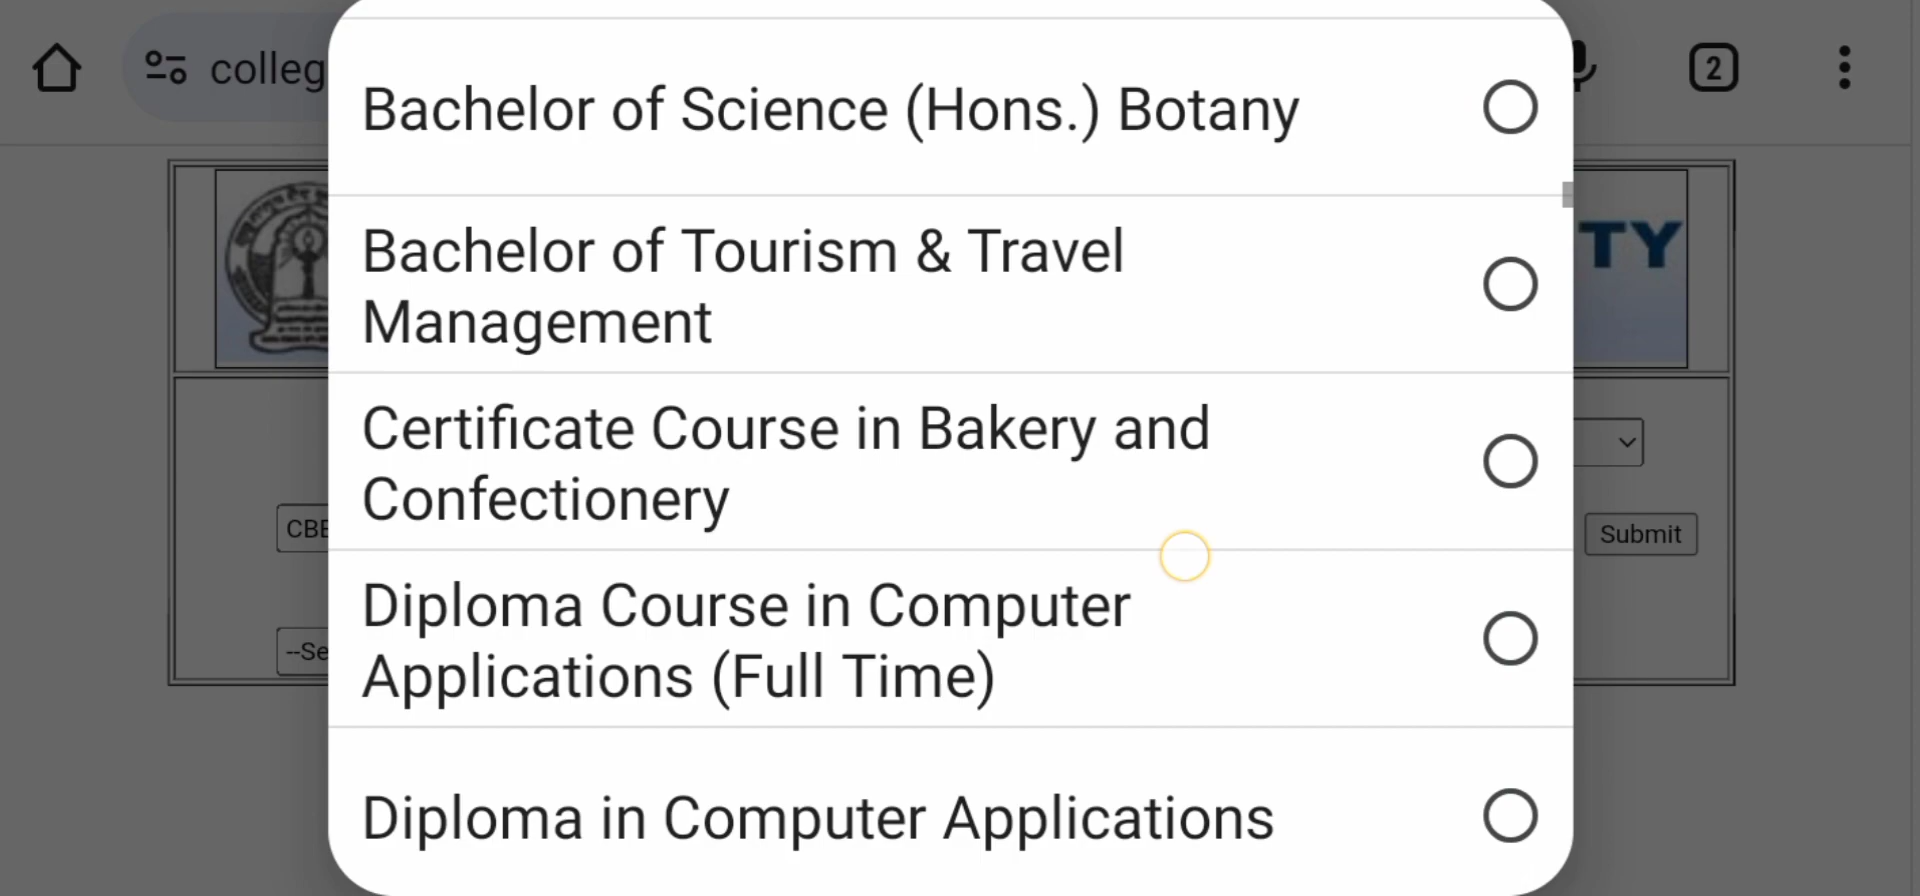 colleg
2
Bachelor of Science (Hons.) Botany
Bachelor of Tourism & Travel
Management
TY
Certificate Course in Bakery and
Confectionery
CBE
Submit
Diploma Course in Computer
Applications (Full Time)
--Se
Diploma in Computer Applications